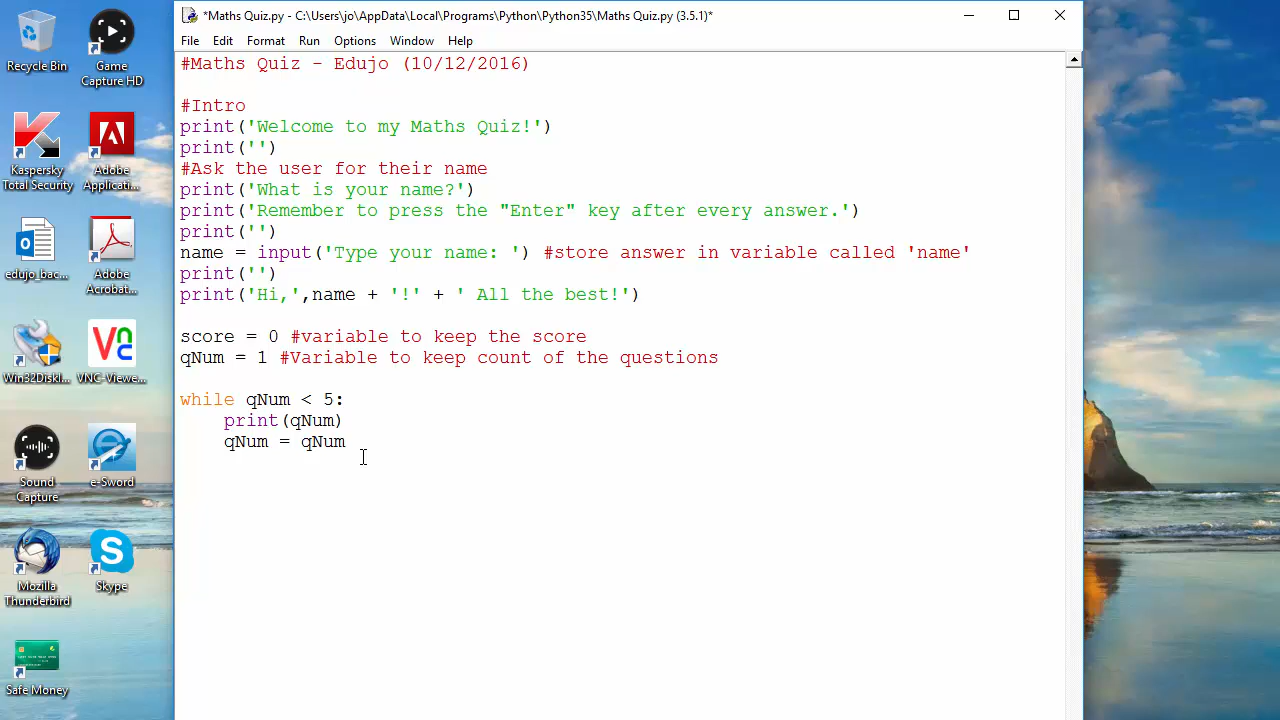 *Maths Quiz.py - C:\Users\jo\AppData\Local\Programs\Python\Python35\Maths Quiz.py (3.5.1)*
File Edit Format Run Options Window Help
#Maths Quiz - Edujo (10/12/2016)
#Intro
print('Welcome to my Maths Quiz!')
print('')
#Ask the user for their name
print('What is your name?')
print('Remember to press the "Enter" key after every answer.')
print('')
name = input('Type your name: ') #store answer in variable called 'name'
print('')
print('Hi,',name + '!' + ' All the best!')
score = 0 #variable to keep the score
qNum = 1 #Variable to keep count of the questions
while qNum < 5:
    print(qNum)
    qNum = qNum
Recycle Bin
Game
Capture HD
Kaspersky
Total Security
Adobe
Applicati...
edujo_bac...
Adobe
Acrobat...
Win32DiskI...
VNC-Viewe...
Sound
Capture
e-Sword
Mozilla
Thunderbird
Skype
Safe Money